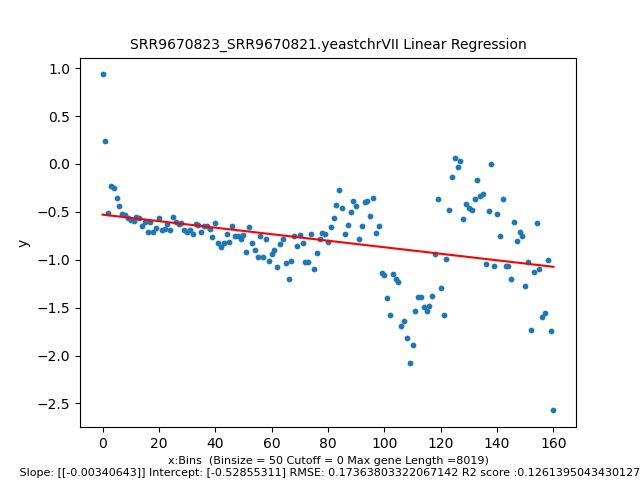 SRR9670823_SRR9670821.yeastchrVII Linear Regression
1.0
0.5
0.0
−0.5
−1.0
−1.5
−2.0
−2.5
y
0 20 40 60 80 100 120 140 160
x:Bins (Binsize = 50 Cutoff = 0 Max gene Length =8019)
Slope: [[-0.00340643]] Intercept: [-0.52855311] RMSE: 0.17363803322067142 R2 score :0.1261395043430127